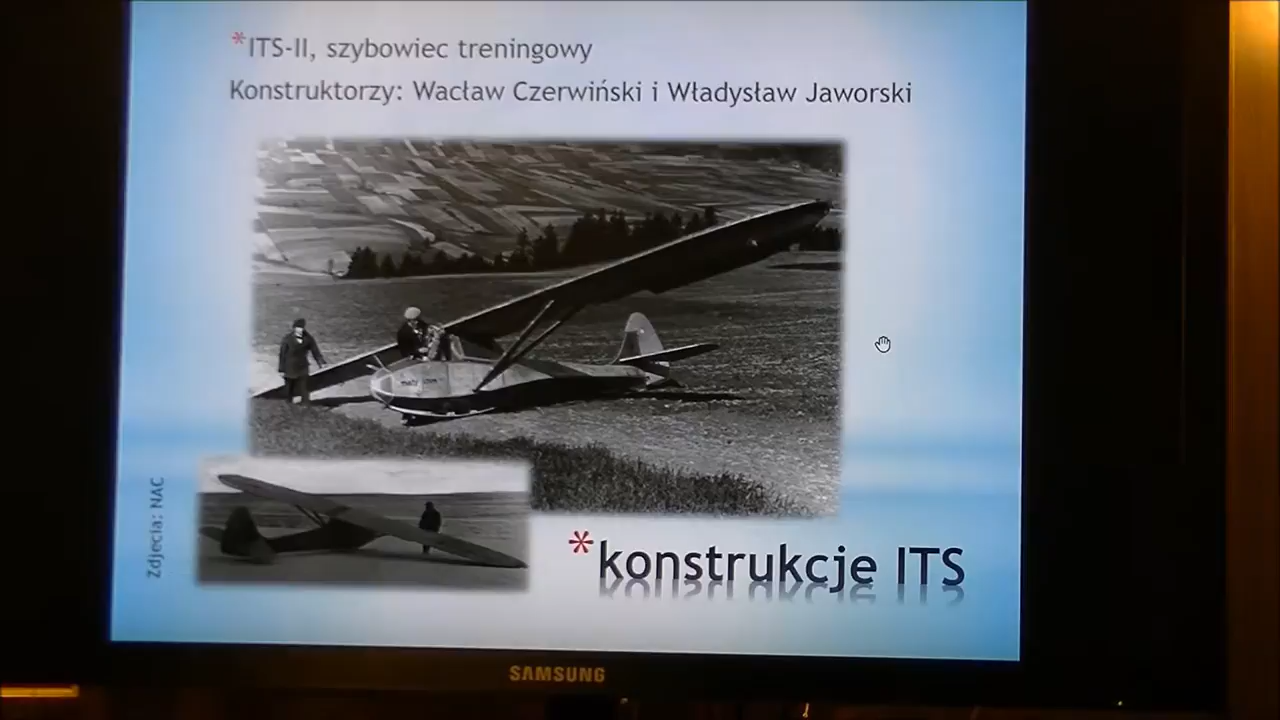 *ITS-II, szybowiec treningowy
Konstruktorzy: Wacław Czerwiński i Władysław Jaworski
Zdjęcia: NAC
*konstrukcje ITS
SAMSUNG